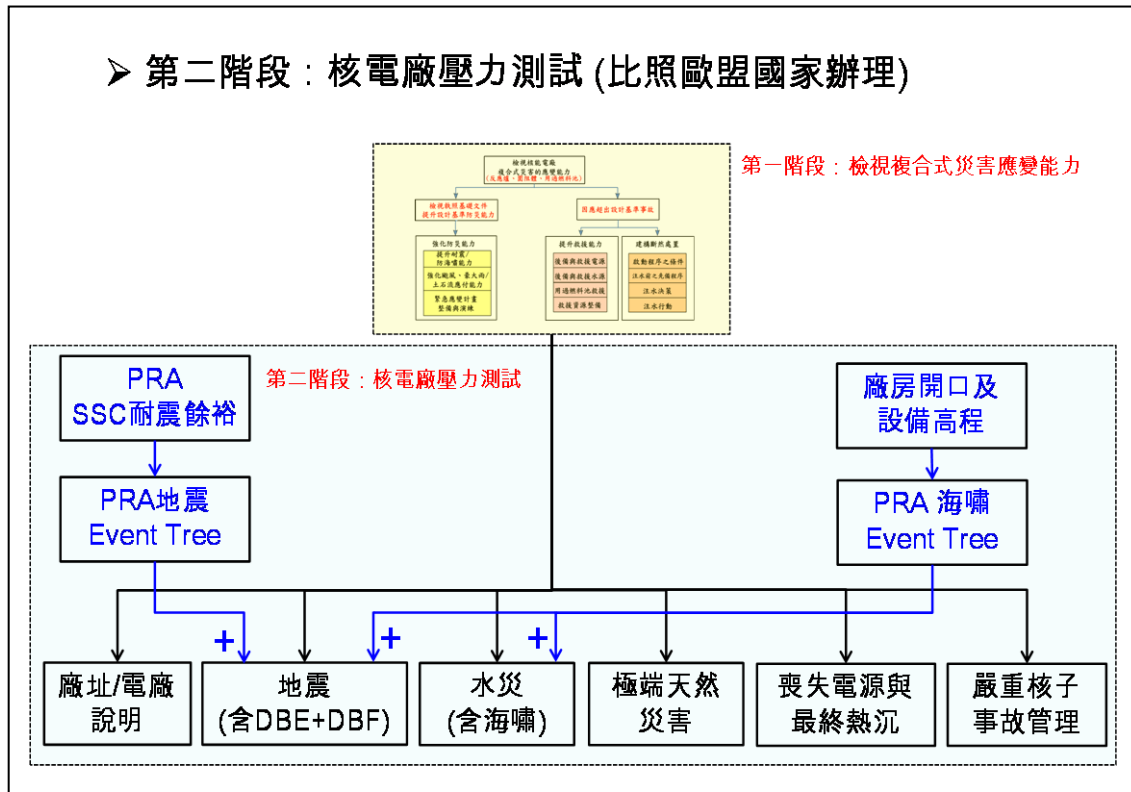 ➢ 第二階段：核電廠壓力測試 (比照歐盟國家辦理)
第一階段：檢視複合式災害應變能力
檢視核能電廠
複合式災害的應變能力
(反應爐、圍阻體、用過燃料池)
檢視執照基礎文件
提升設計基準防災能力
因應超出設計基準事故
強化防災能力
提升耐震/
防海嘯能力
強化颱風、豪大雨/
土石流應付能力
緊急應變計畫
整備與演練
提升救援能力
後備與救援電源
後備與救援水源
用過燃料池救援
救援資源整備
建構斷然處置
啟動程序之條件
注水前之先備程序
注水決策
注水行動
第二階段：核電廠壓力測試
PRA
SSC耐震餘裕
PRA地震
Event Tree
廠房開口及
設備高程
PRA 海嘯
Event Tree
+
+
+
廠址/電廠
說明
地震
(含DBE+DBF)
水災
(含海嘯)
極端天然
災害
喪失電源與
最終熱沉
嚴重核子
事故管理